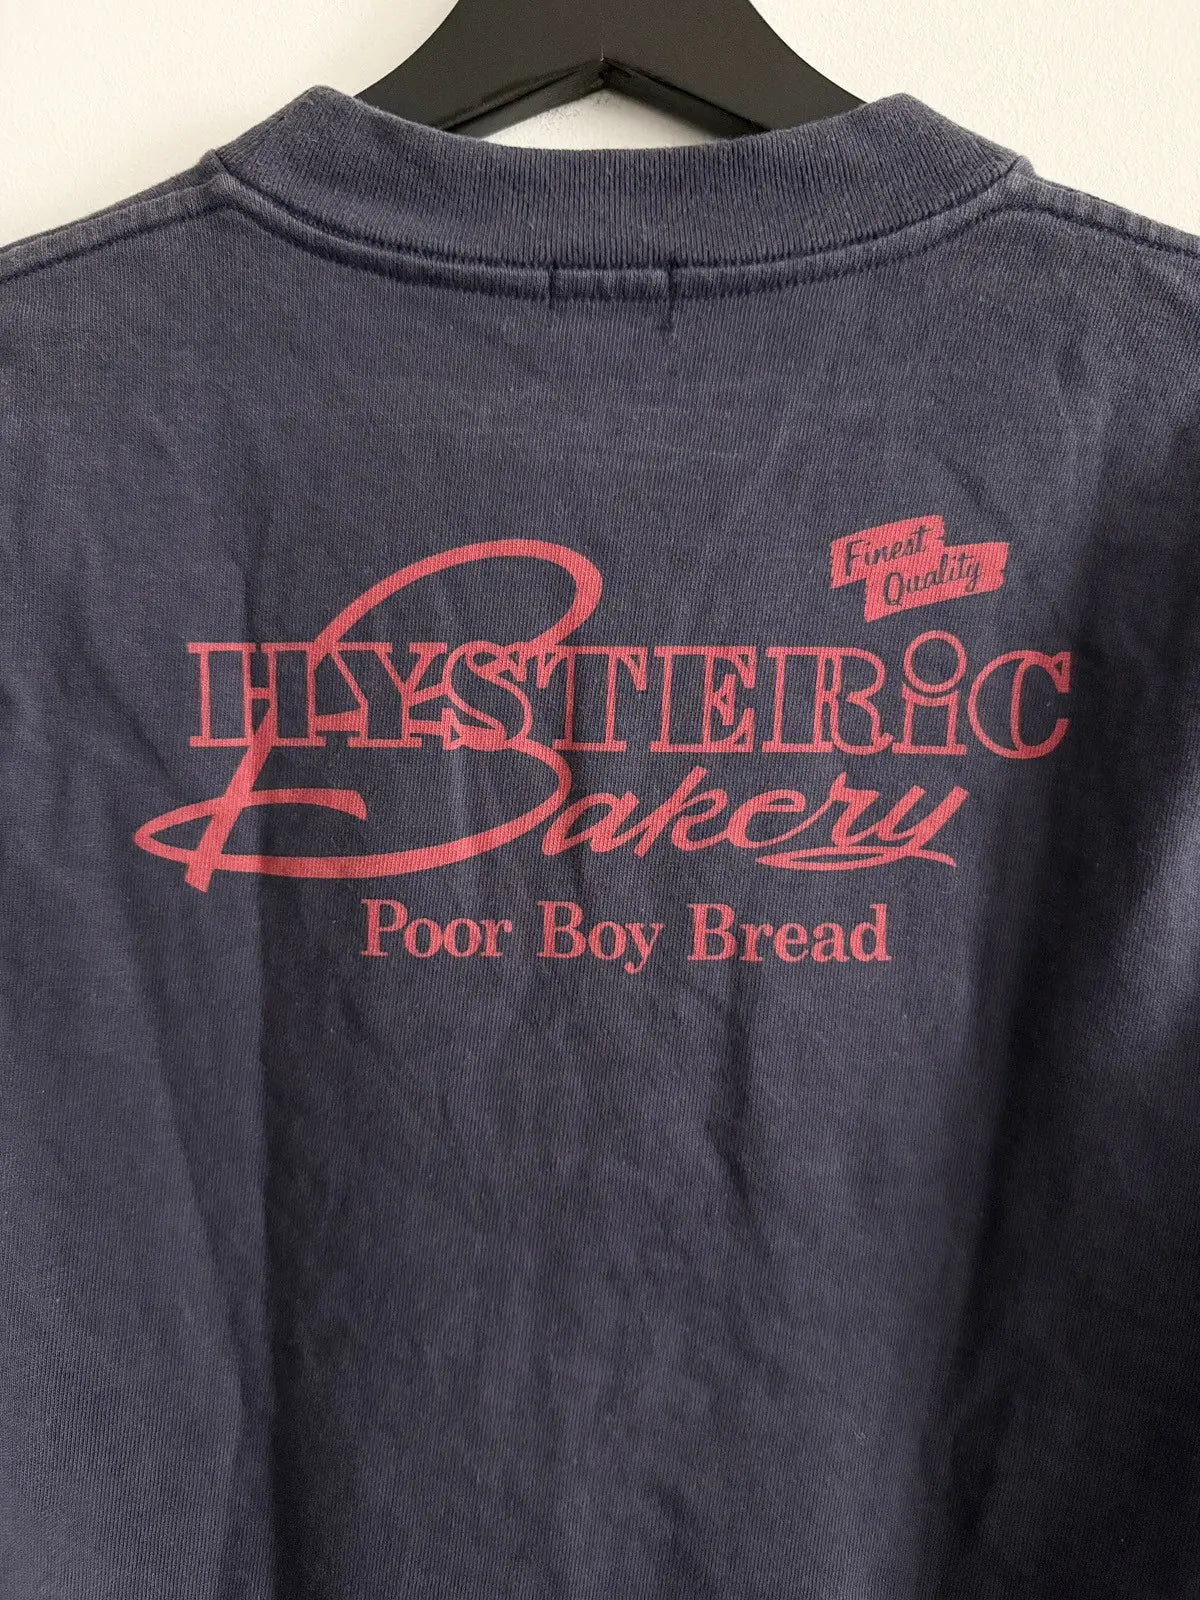 Finest
Quality
HYSTERiC
Bakery
Poor Boy Bread